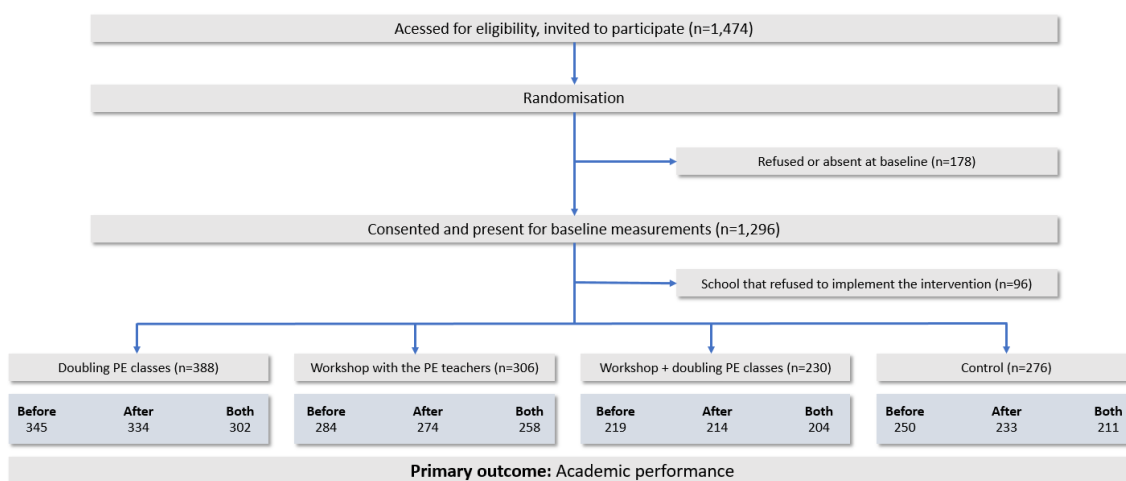 Acessed for eligibility, invited to participate (n=1,474)
Randomisation
Refused or absent at baseline (n=178)
Consented and present for baseline measurements (n=1,296)
School that refused to implement the intervention (n=96)
Doubling PE classes (n=388)
Workshop with the PE teachers (n=306)
Workshop + doubling PE classes (n=230)
Control (n=276)
Before After Both
345 334 302
Before After Both
284 274 258
Before After Both
219 214 204
Before After Both
250 233 211
Primary outcome: Academic performance